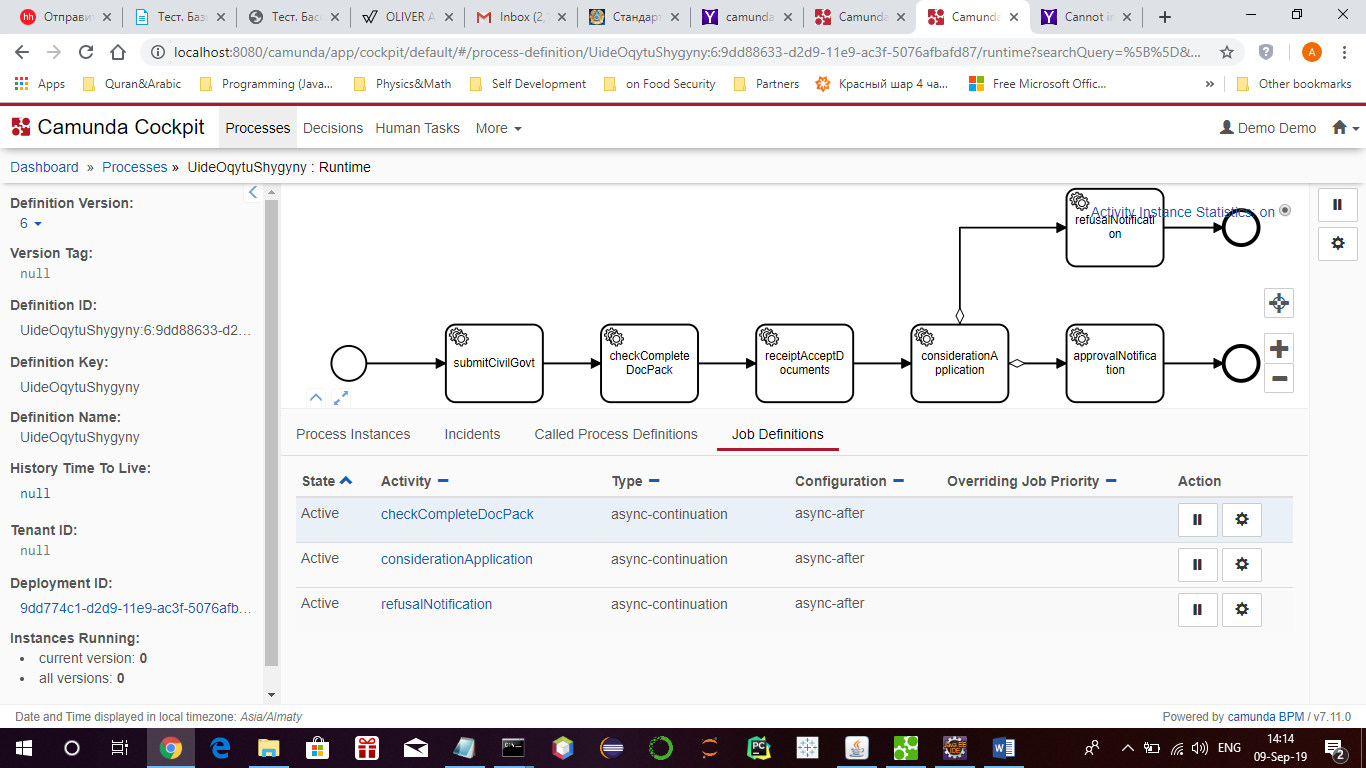 Отправит
Тест. Баз
Тест. Баск
OLIVER A
Inbox (2,
Стандарт
camunda
Camunda
Camunda
Cannot in
localhost:8080/camunda/app/cockpit/default/#/process-definition/UideOqytuShygyny:6:9dd88633-d2d9-11e9-ac3f-5076afbafd87/runtime?searchQuery=%5B%5D&...
A
Apps
Quran&Arabic
Programming (Java...
Physics&Math
Self Development
on Food Security
Partners
Красный шар 4 ча...
Free Microsoft Offic...
»
Other bookmarks
Camunda Cockpit
Processes
Decisions
Human Tasks
More
Demo Demo
Dashboard » Processes » UideOqytuShygyny : Runtime
Definition Version:
6
Version Tag:
null
Definition ID:
UideOqytuShygyny:6:9dd88633-d2...
Definition Key:
UideOqytuShygyny
Definition Name:
UideOqytuShygyny
History Time To Live:
null
Tenant ID:
null
Deployment ID:
9dd774c1-d2d9-11e9-ac3f-5076afb...
Instances Running:
• current version: 0
• all versions: 0
Activity Instance Statistics: on
refusalNotificati
on
submitCivilGovt
checkComplete
DocPack
receiptAcceptD
ocuments
considerationA
pplication
approvalNotifica
tion
Process Instances
Incidents
Called Process Definitions
Job Definitions
State
Activity
Type
Configuration
Overriding Job Priority
Action
Active
checkCompleteDocPack
async-continuation
async-after
Active
considerationApplication
async-continuation
async-after
Active
refusalNotification
async-continuation
async-after
Date and Time displayed in local timezone: Asia/Almaty
Powered by camunda BPM / v7.11.0
ENG
14:14
09-Sep-19
2